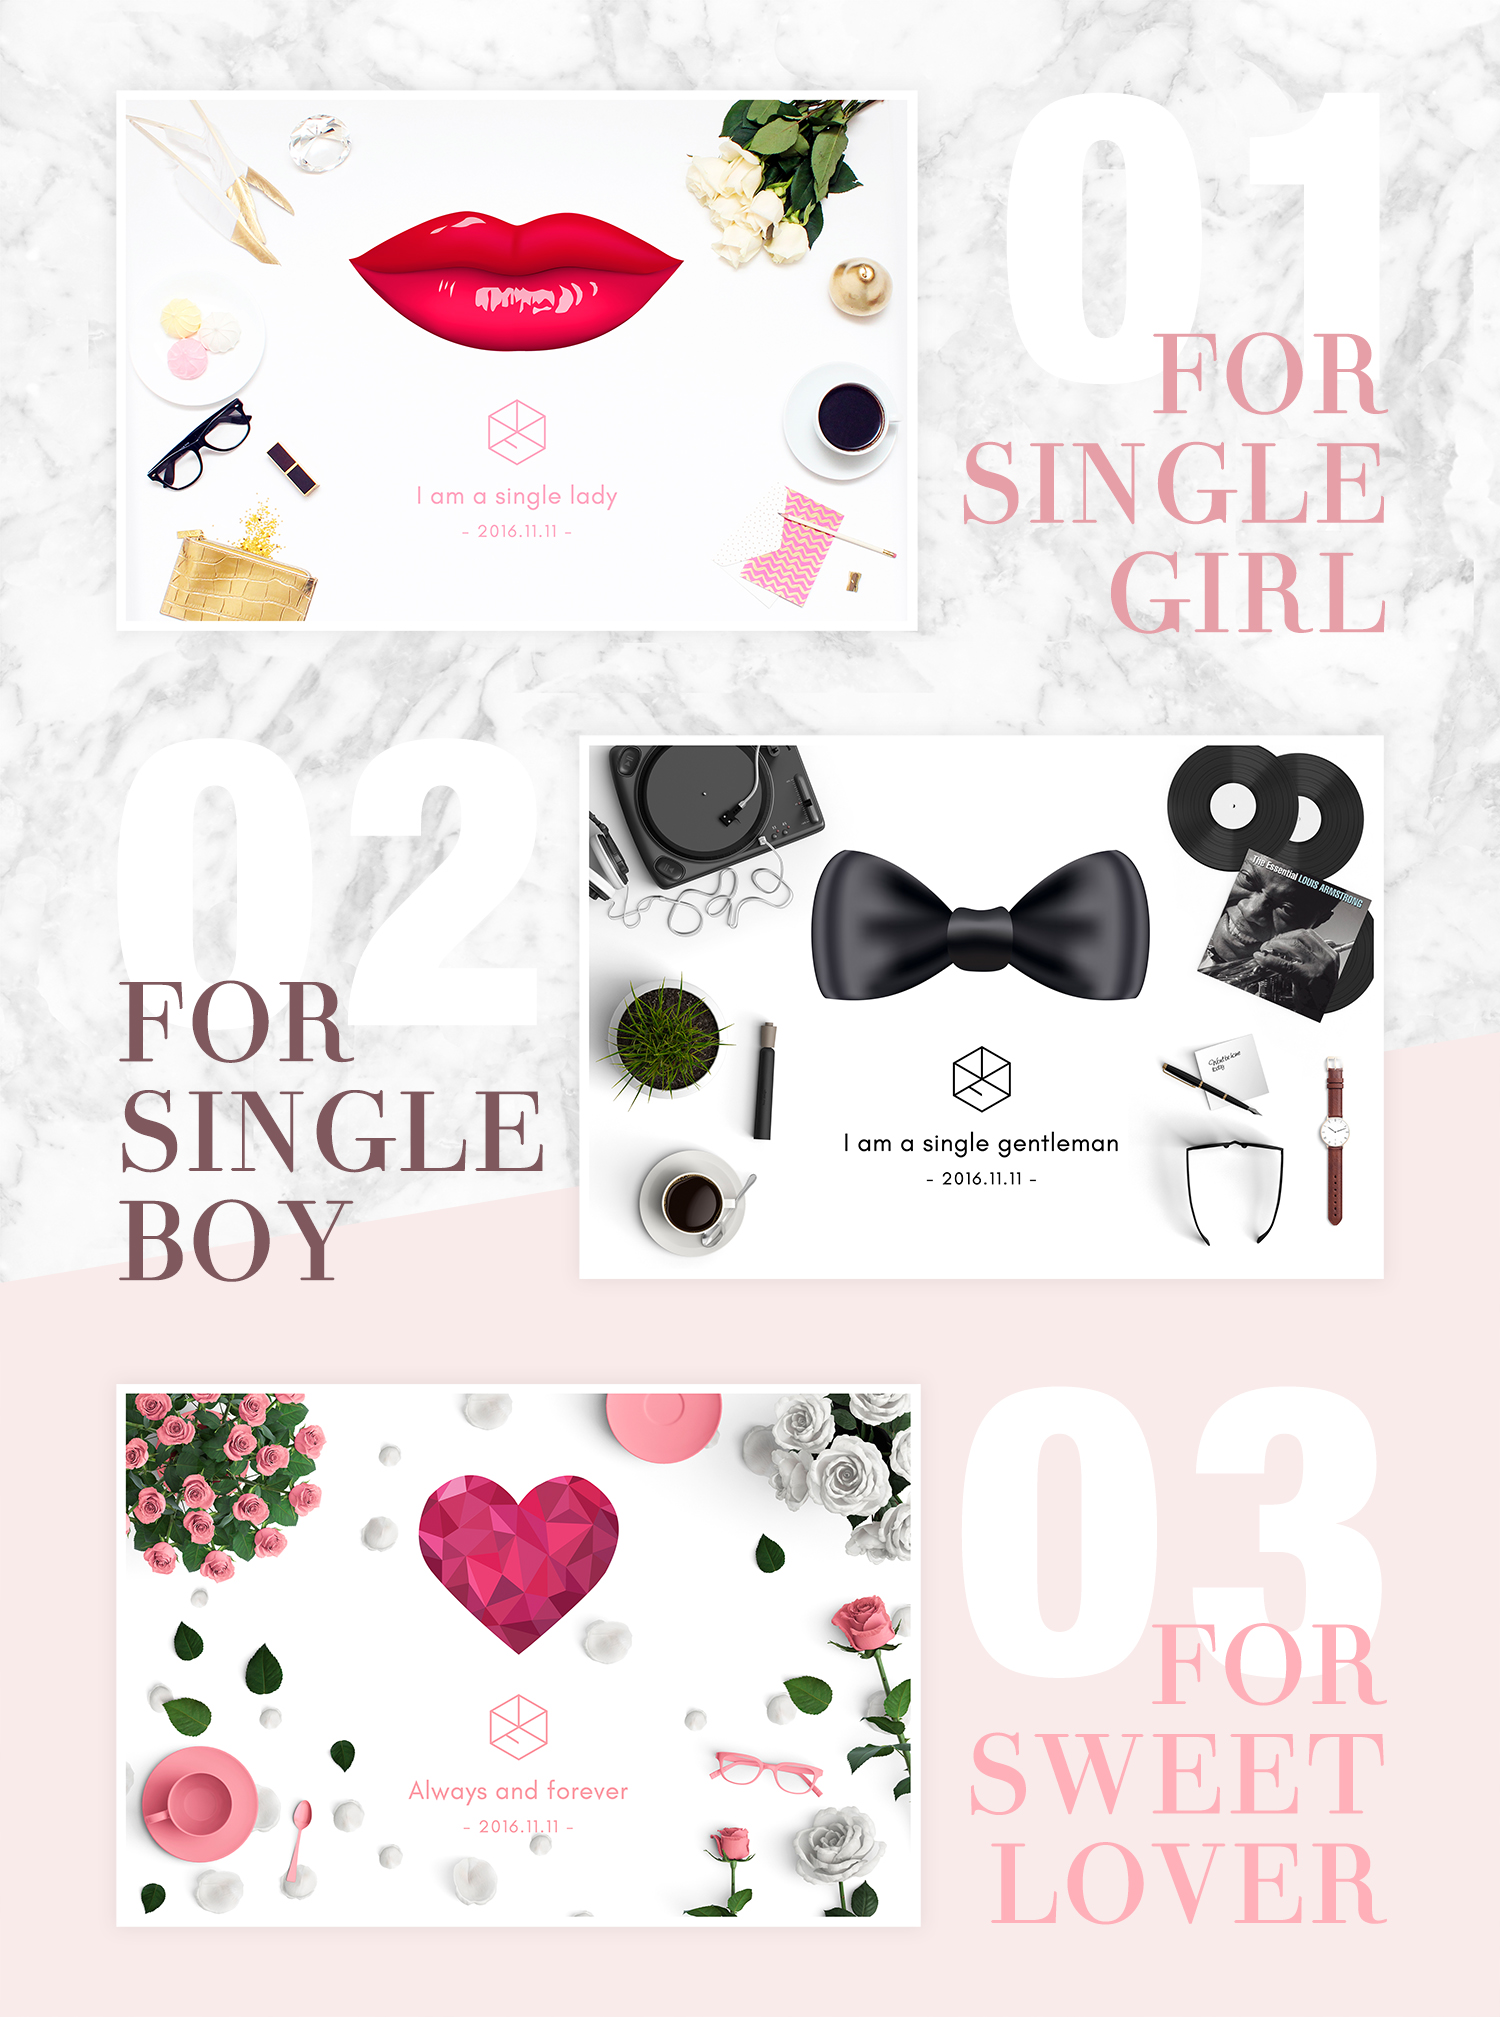 01
FOR
SINGLE
GIRL
I am a single lady
- 2016.11.11 -
02
FOR
SINGLE
BOY
The Essential LOUIS ARMSTRONG
I am a single gentleman
- 2016.11.11 -
03
FOR
SWEET
LOVER
Always and forever
- 2016.11.11 -